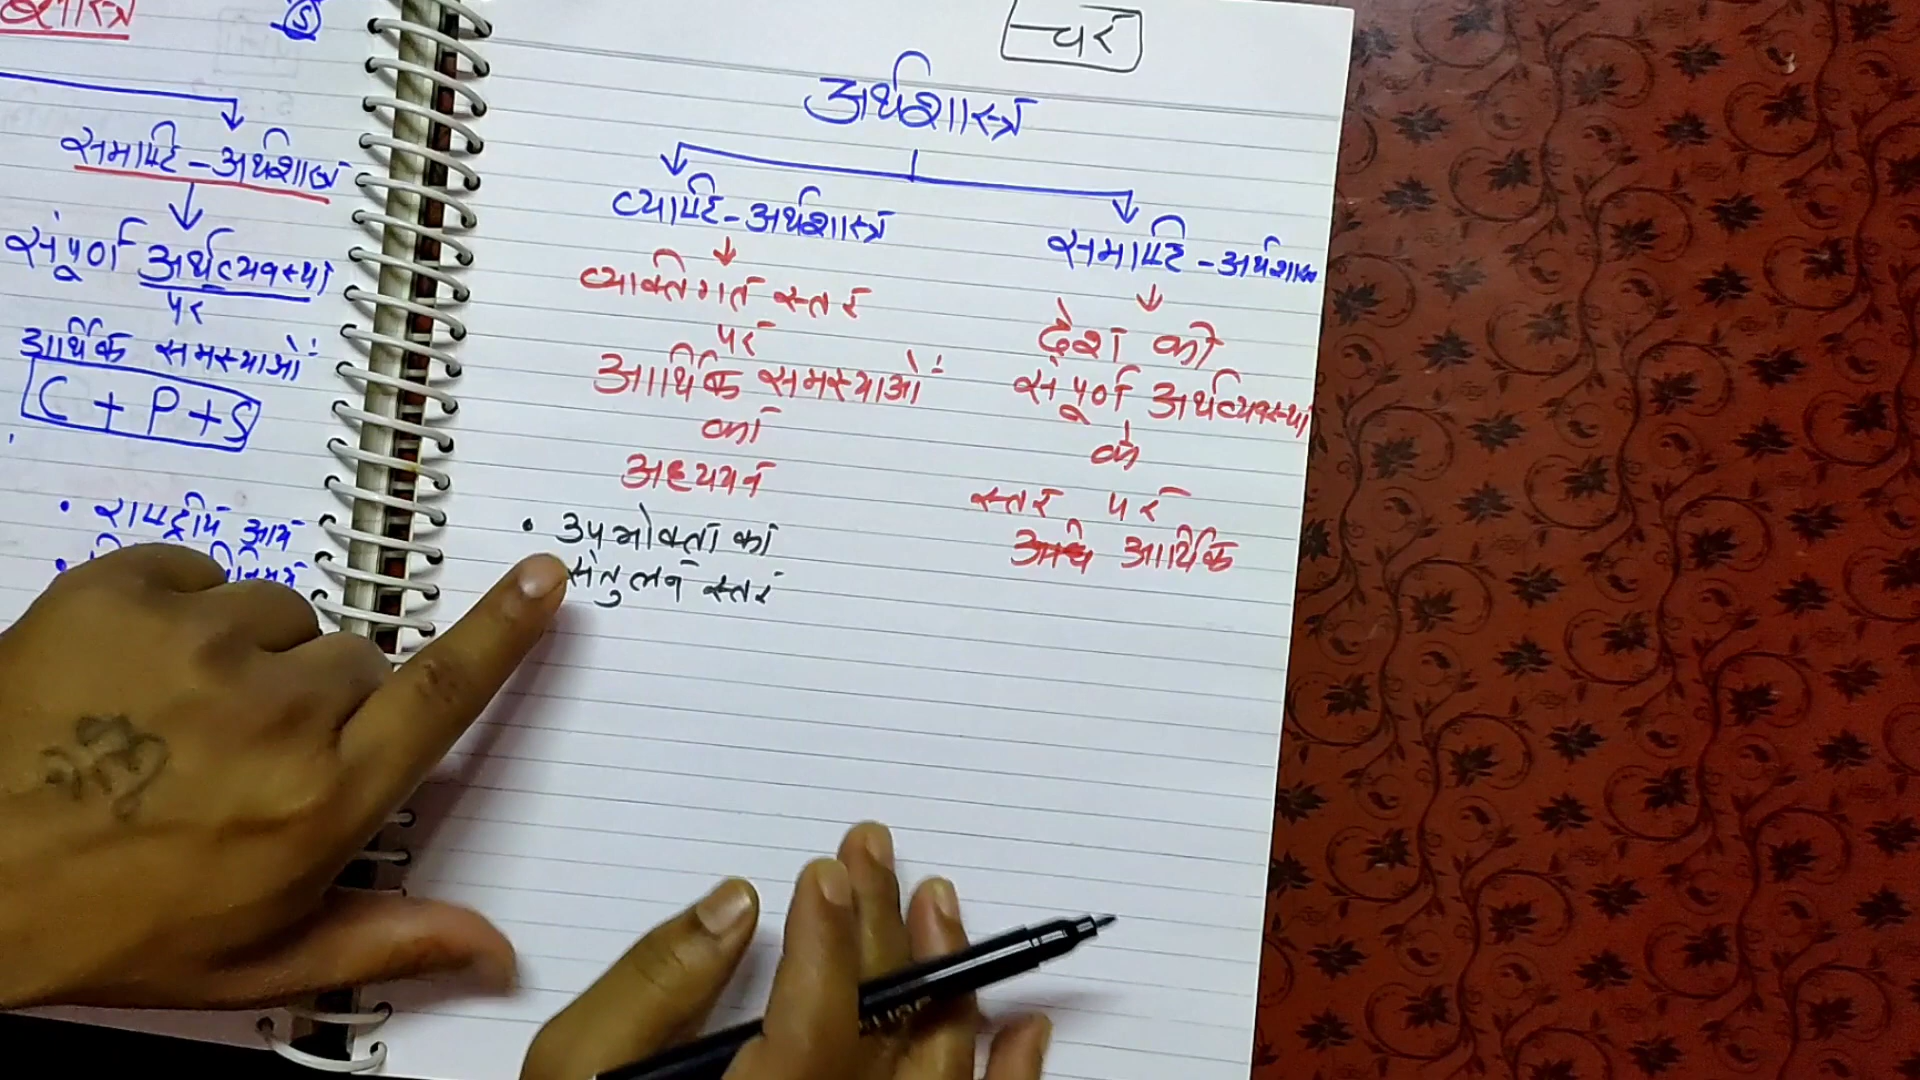 समष्टि-अर्थशास्त्र
संपूर्ण अर्थव्यवस्था
पर
आर्थिक समस्याओं
C + P + S
• राष्ट्रीय आय
चर
अर्थशास्त्र
व्यष्टि-अर्थशास्त्र
समष्टि-अर्थशास्त्र
व्यक्तिगत स्तर
पर
आर्थिक समस्याओं
का
अध्ययन
• उपभोक्ता का
संतुलन स्तर
देश की
संपूर्ण अर्थव्यवस्था
के
स्तर पर
आर्थिक